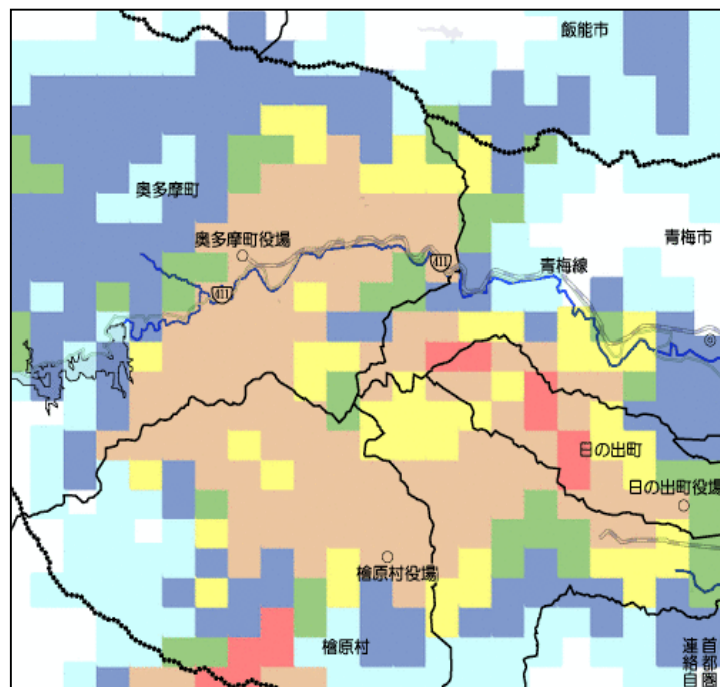 飯能市
奥多摩町
奥多摩町役場
青梅市
411
青梅線
411
日の出町
日の出町役場
檜原村役場
檜原村
首都圏
連絡自